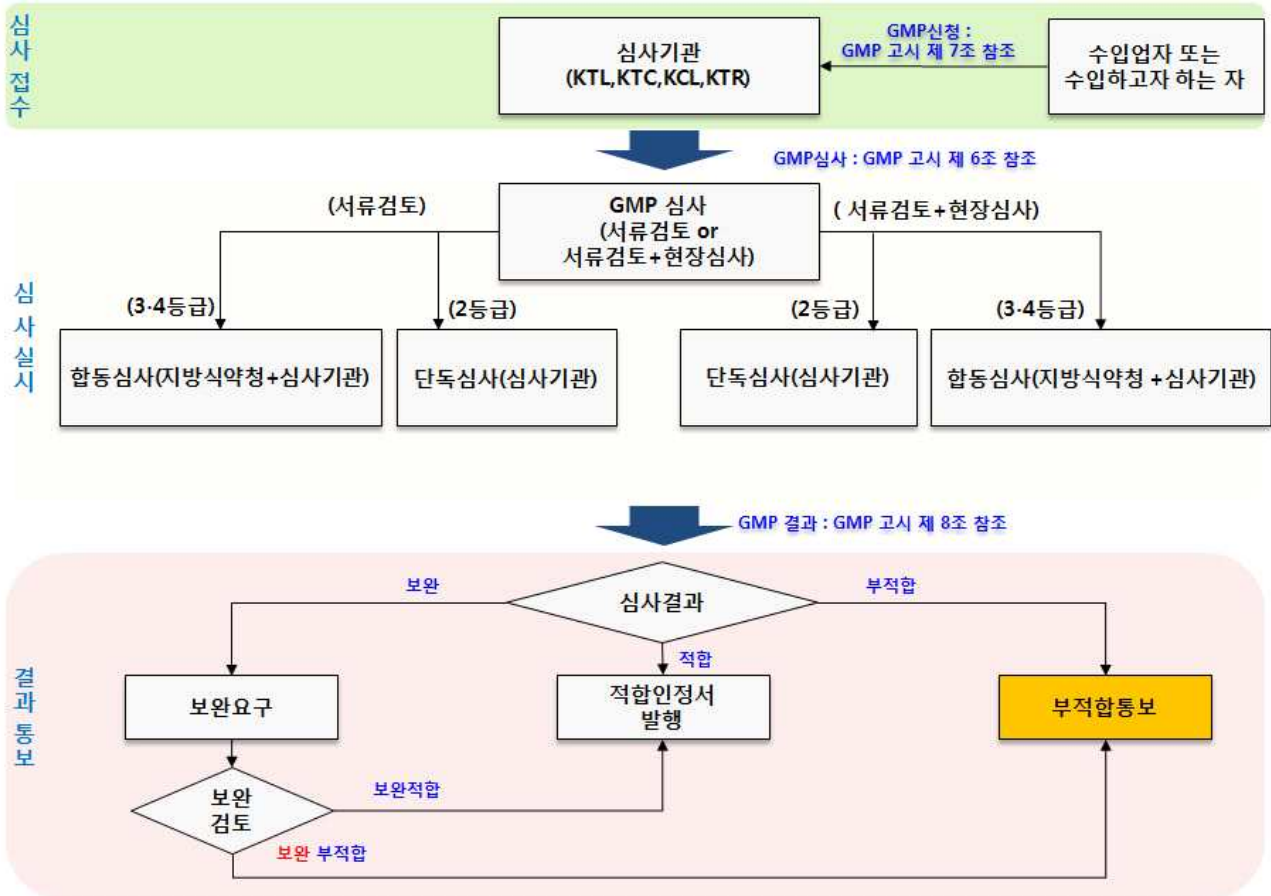 심사 접수
심사기관
(KTL,KTC,KCL,KTR)
GMP신청 :
GMP 고시 제 7조 참조
수입업자 또는
수입하고자 하는 자
GMP심사 : GMP 고시 제 6조 참조
심사실시
(서류검토)
GMP 심사
(서류검토 or
서류검토+현장심사)
( 서류검토+현장심사)
(3·4등급)
(2등급)
(2등급)
(3·4등급)
합동심사(지방식약청+심사기관)
단독심사(심사기관)
단독심사(심사기관)
합동심사(지방식약청 +심사기관)
GMP 결과 : GMP 고시 제 8조 참조
결과 통보
보완
심사결과
부적합
적합
보완요구
적합인정서
발행
부적합통보
보완
검토
보완적합
보완 부적합